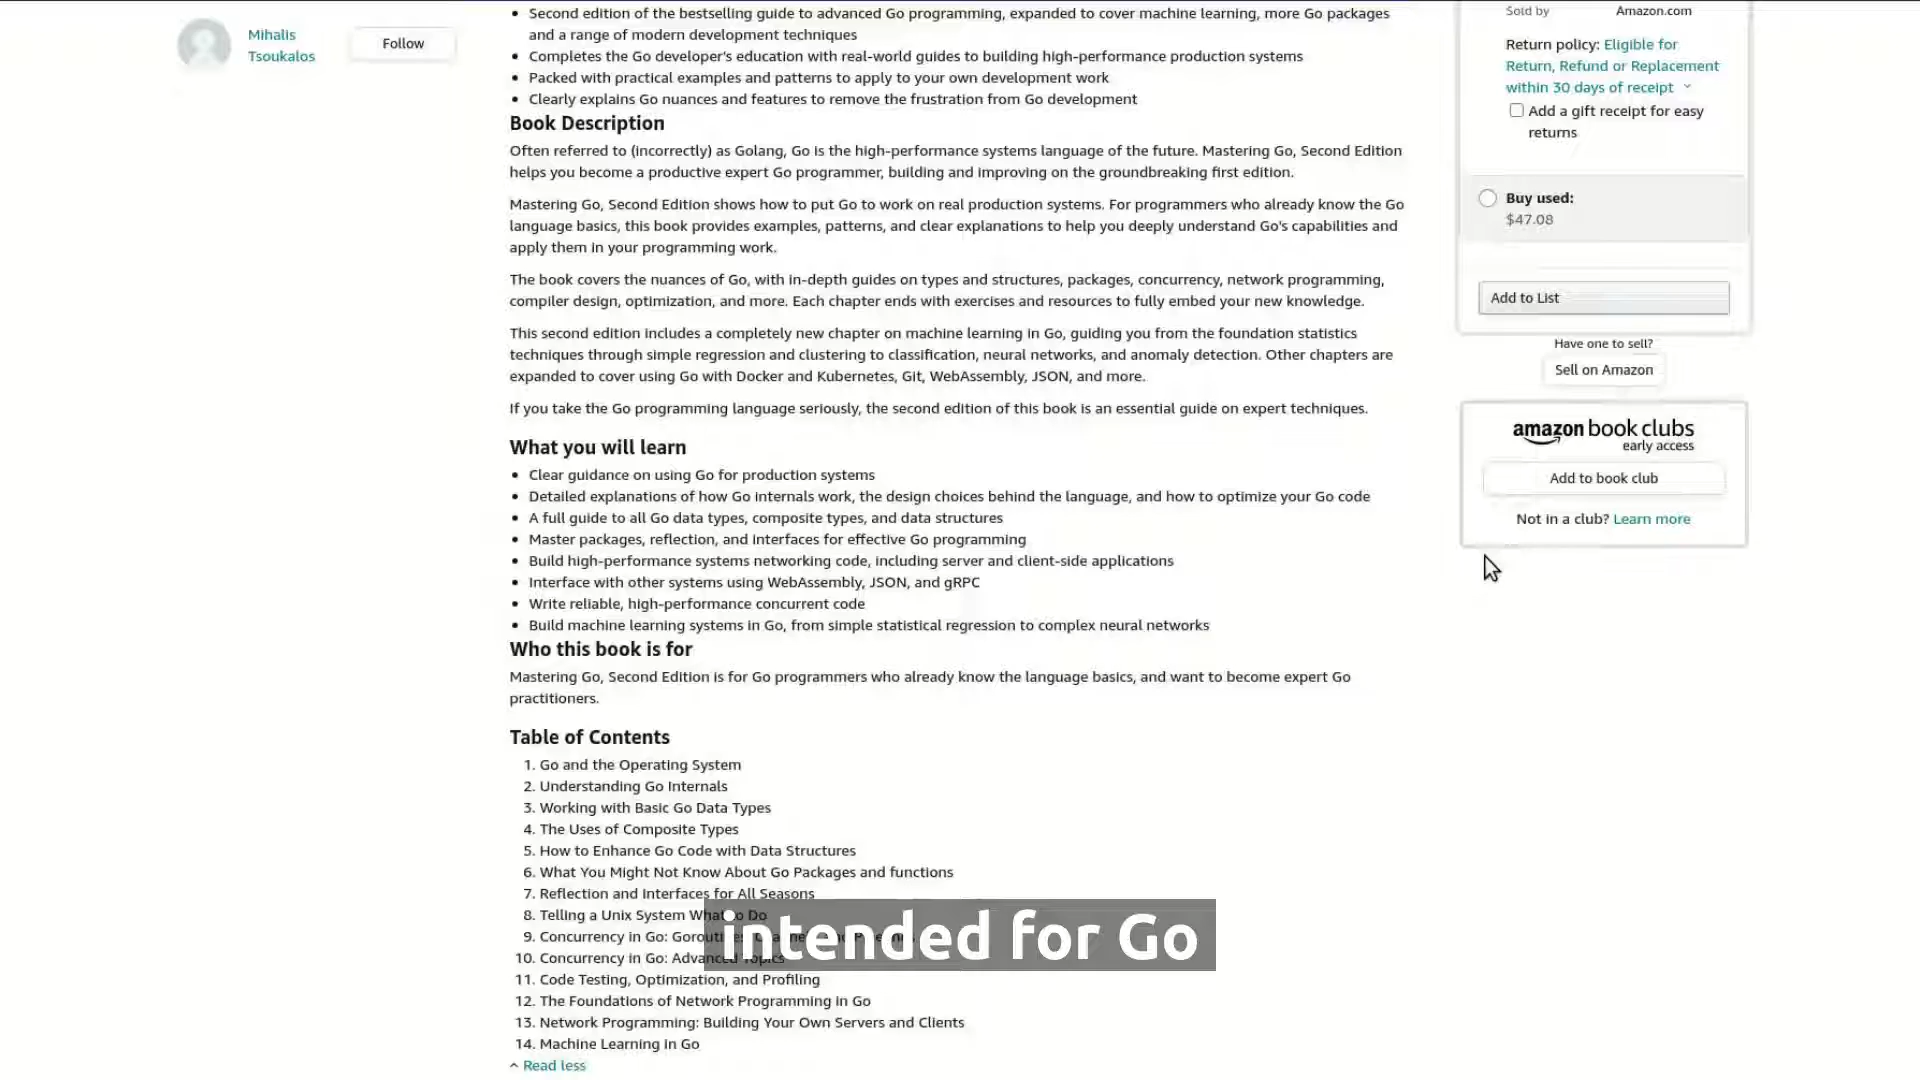 Mihalis
Tsoukalos
Follow
• Second edition of the bestselling guide to advanced Go programming, expanded to cover machine learning, more Go packages
and a range of modern development techniques
• Completes the Go developer's education with real-world guides to building high-performance production systems
• Packed with practical examples and patterns to apply to your own development work
• Clearly explains Go nuances and features to remove the frustration from Go development
Book Description
Often referred to (incorrectly) as Golang, Go is the high-performance systems language of the future. Mastering Go, Second Edition
helps you become a productive expert Go programmer, building and improving on the groundbreaking first edition.
Mastering Go, Second Edition shows how to put Go to work on real production systems. For programmers who already know the Go
language basics, this book provides examples, patterns, and clear explanations to help you deeply understand Go's capabilities and
apply them in your programming work.
The book covers the nuances of Go, with in-depth guides on types and structures, packages, concurrency, network programming,
compiler design, optimization, and more. Each chapter ends with exercises and resources to fully embed your new knowledge.
This second edition includes a completely new chapter on machine learning in Go, guiding you from the foundation statistics
techniques through simple regression and clustering to classification, neural networks, and anomaly detection. Other chapters are
expanded to cover using Go with Docker and Kubernetes, Git, WebAssembly, JSON, and more.
If you take the Go programming language seriously, the second edition of this book is an essential guide on expert techniques.
What you will learn
• Clear guidance on using Go for production systems
• Detailed explanations of how Go internals work, the design choices behind the language, and how to optimize your Go code
• A full guide to all Go data types, composite types, and data structures
• Master packages, reflection, and interfaces for effective Go programming
• Build high-performance systems networking code, including server and client-side applications
• Interface with other systems using WebAssembly, JSON, and gRPC
• Write reliable, high-performance concurrent code
• Build machine learning systems in Go, from simple statistical regression to complex neural networks
Who this book is for
Mastering Go, Second Edition is for Go programmers who already know the language basics, and want to become expert Go
practitioners.
Table of Contents
1. Go and the Operating System
2. Understanding Go Internals
3. Working with Basic Go Data Types
4. The Uses of Composite Types
5. How to Enhance Go Code with Data Structures
6. What You Might Not Know About Go Packages and functions
7. Reflection and Interfaces for All Seasons
8. Telling a Unix System What to Do
9. Concurrency in Go:
10. Concurrency in Go: Advanced Topics
11. Code Testing, Optimization, and Profiling
12. The Foundations of Network Programming in Go
13. Network Programming: Building Your Own Servers and Clients
14. Machine Learning in Go
Read less
intended for Go
Sold by Amazon.com
Return policy: Eligible for
Return, Refund or Replacement
within 30 days of receipt
Add a gift receipt for easy
returns
Buy used:
$47.08
Add to List
Have one to sell?
Sell on Amazon
amazon book clubs
early access
Add to book club
Not in a club? Learn more